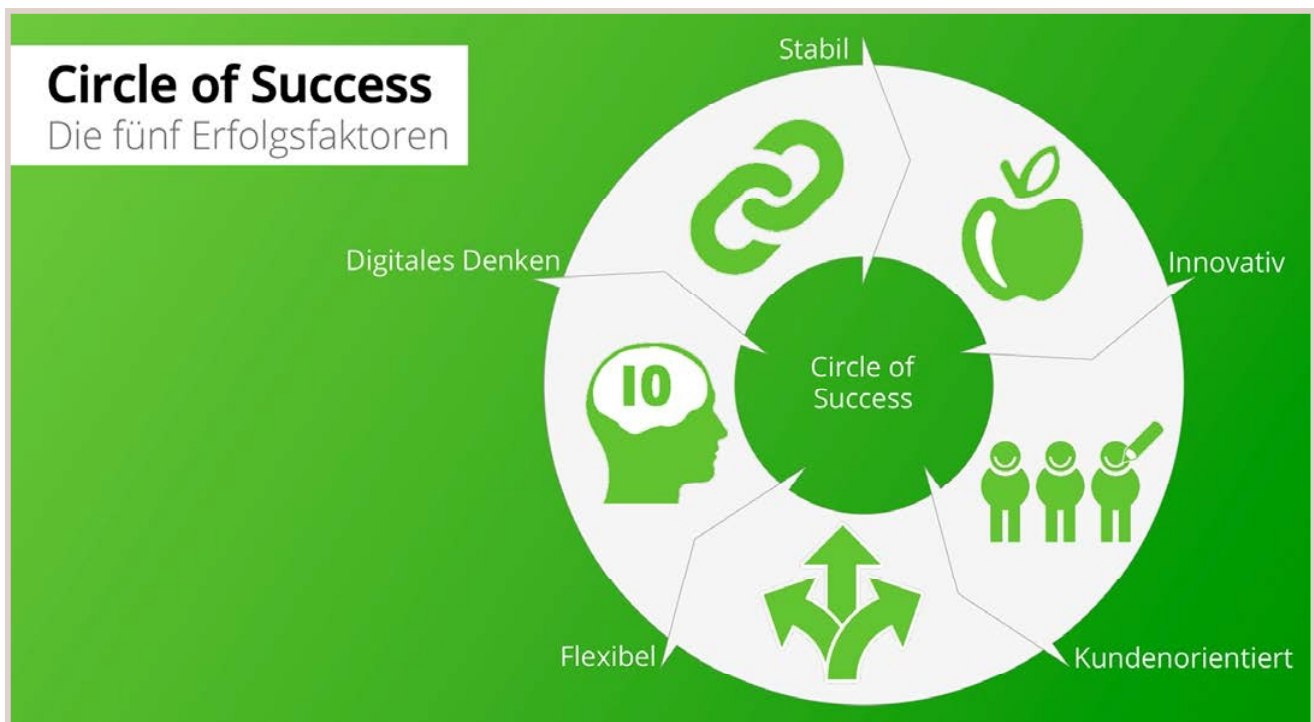 Circle of Success
Die fünf Erfolgsfaktoren
Stabil
Digitales Denken
Innovativ
Circle of
Success
IO
Flexibel
Kundenorientiert